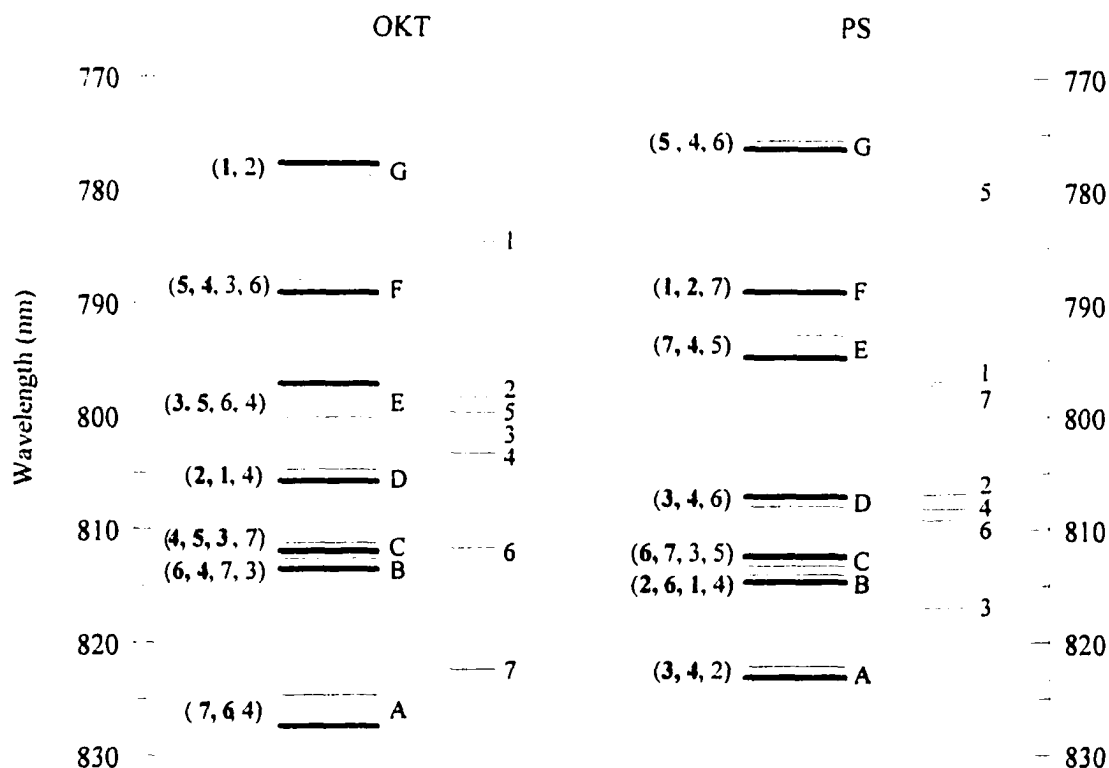 OKT PS
770 770
(1, 2) G
(5, 4, 6) G
780 5 780
1
(5, 4, 3, 6) F
(1, 2, 7) F
790 790
(7, 4, 5) E
Wavelength (nm)
(3. 5, 6, 4) E
2
5
3
4
1
7
800 800
(2, 1, 4) D
(3, 4, 6) D
2
4
6
810 810
(4, 5, 3, 7) C
(6, 4, 7, 3) B
6
(6, 7, 3, 5) C
(2, 6, 1, 4) B
3
820 820
7
(3, 4, 2) A
(7, 6, 4) A
830 830